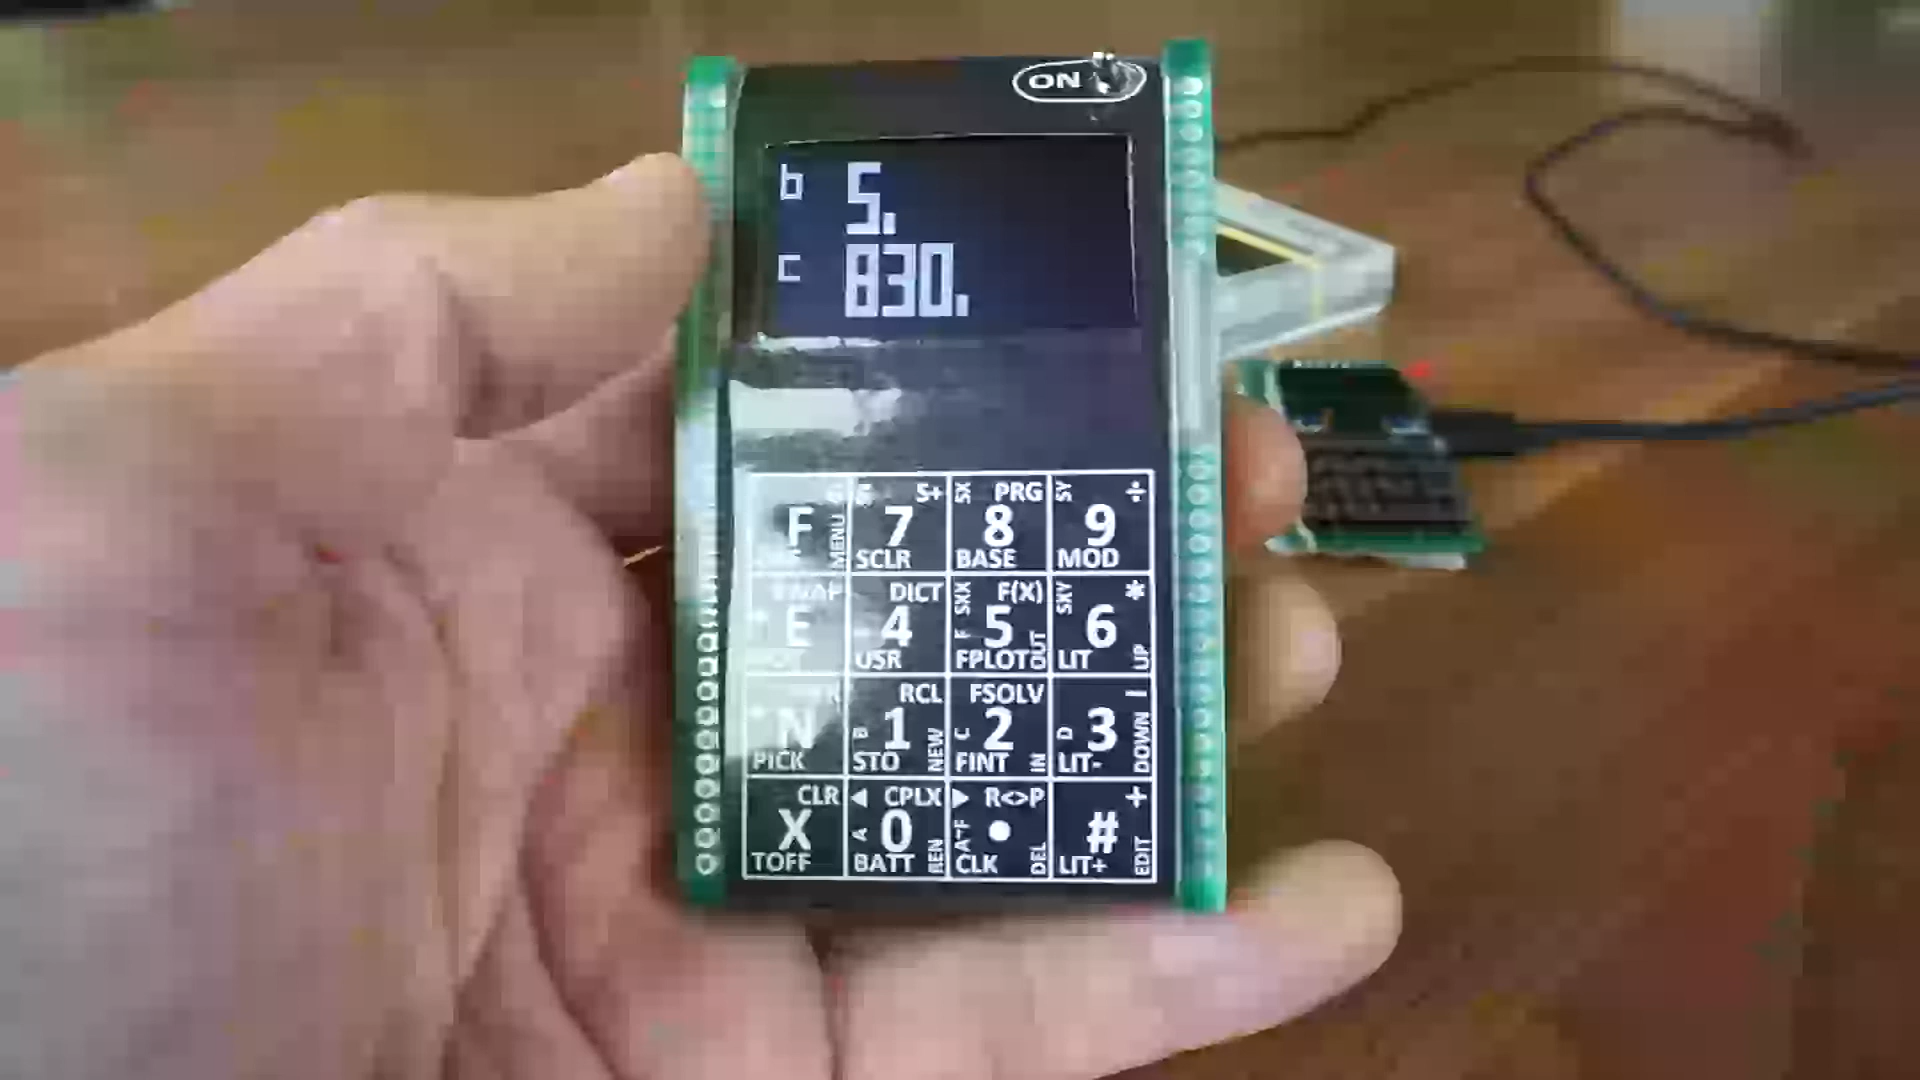 ON
b 5.
c 830.
S+ SX PRG SY ÷
F MENU 7 8 9
SCLR BASE MOD
DICT SXX F(X) SXY *
E 4 F 5 OUT 6 UP
USR FPLOT LIT
RCL FSOLV −
N B 1 NEW C 2 IN D 3 DOWN
PICK STO FINT LIT-
CLR ◀ CPLX ▶ R<>P +
X A 0 BEN A~F ● DEL # EDIT
TOFF BATT CLK LIT+